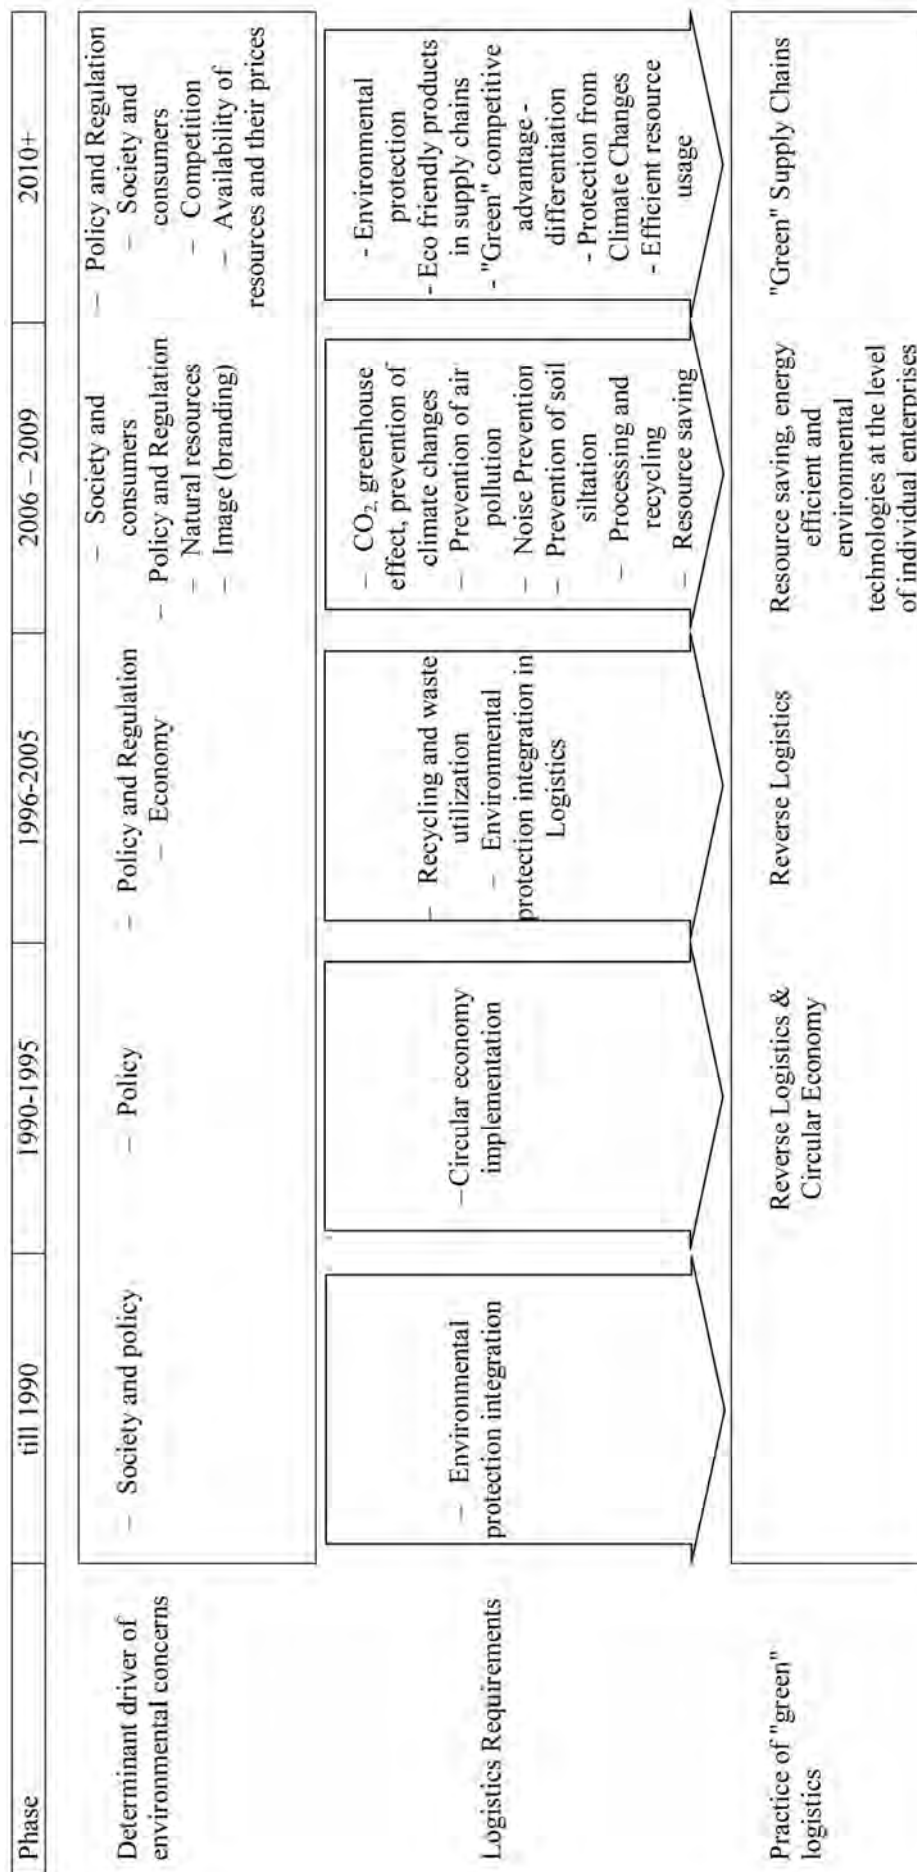 Phase
till 1990
1990-1995
1996-2005
2006 – 2009
2010+
Determinant driver of
environmental concerns
– Society and policy
– Policy
– Policy and Regulation
– Economy
– Society and
consumers
– Policy and Regulation
– Natural resources
– Image (branding)
– Policy and Regulation
– Society and
consumers
– Competition
– Availability of
resources and their prices
Logistics Requirements
– Environmental
protection integration
–Circular economy
implementation
– Recycling and waste
utilization
– Environmental
protection integration in
Logistics
– CO₂, greenhouse
effect, prevention of
climate changes
– Prevention of air
pollution
– Noise Prevention
– Prevention of soil
siltation
– Processing and
recycling
– Resource saving
- Environmental
protection
- Eco friendly products
in supply chains
- "Green" competitive
advantage -
differentiation
- Protection from
Climate Changes
- Efficient resource
usage
Practice of "green"
logistics
Reverse Logistics &
Circular Economy
Reverse Logistics
Resource saving, energy
efficient and
environmental
technologies at the level
of individual enterprises
"Green" Supply Chains